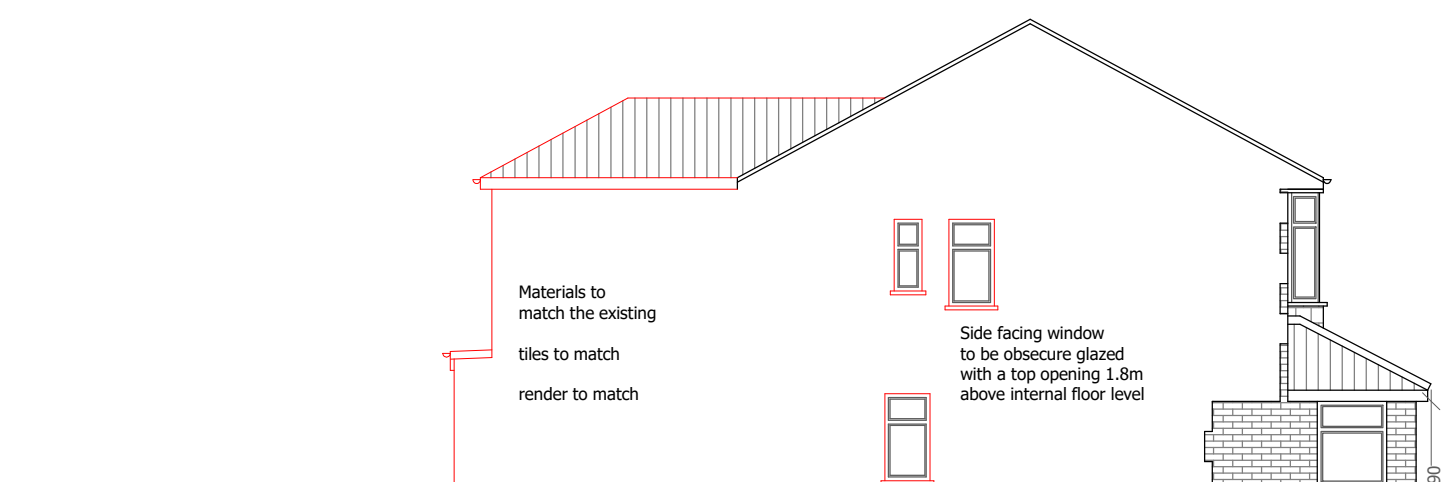 Materials to
match the existing
tiles to match
render to match
Side facing window
to be obsecure glazed
with a top opening 1.8m
above internal floor level
90